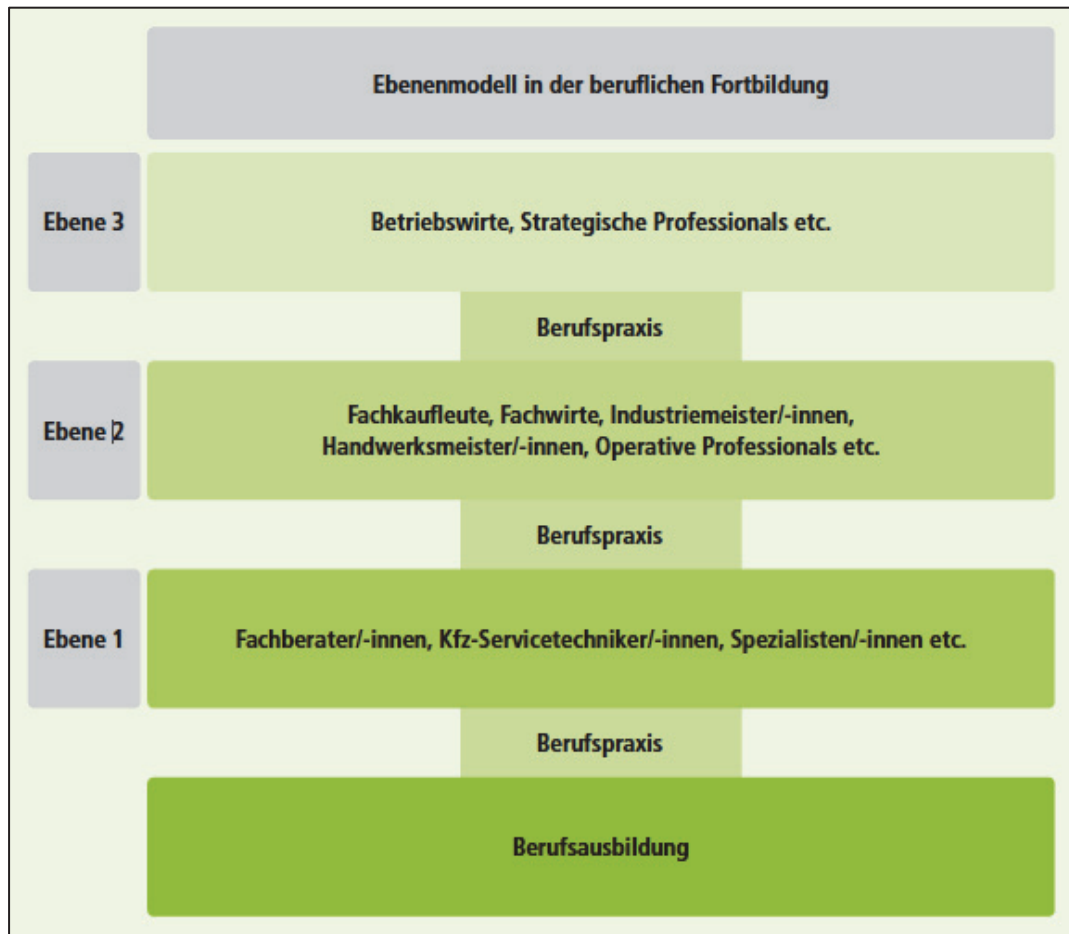 Ebenenmodell in der beruflichen Fortbildung
Ebene 3
Betriebswirte, Strategische Professionals etc.
Berufspraxis
Ebene 2
Fachkaufleute, Fachwirte, Industriemeister/-innen,
Handwerksmeister/-innen, Operative Professionals etc.
Berufspraxis
Ebene 1
Fachberater/-innen, Kfz-Servicetechniker/-innen, Spezialisten/-innen etc.
Berufspraxis
Berufsausbildung